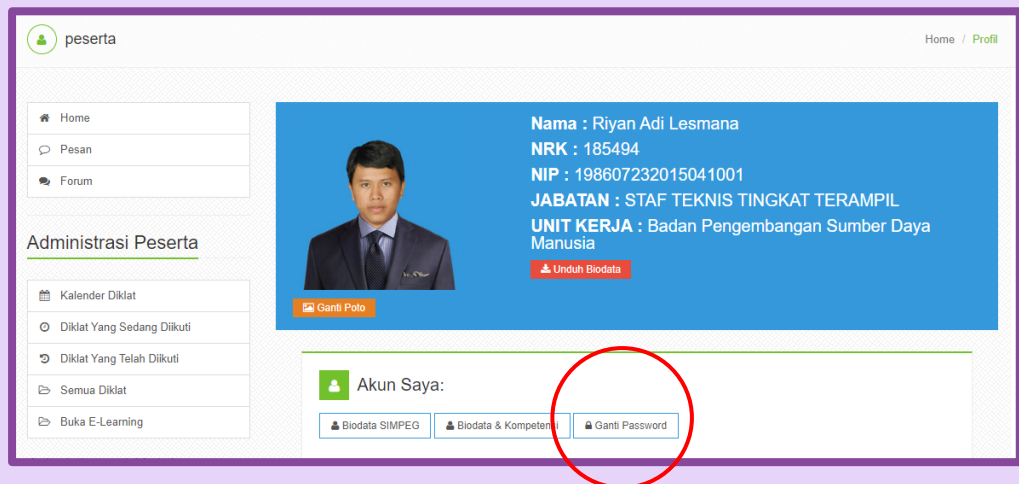 peserta
Home / Profil
Home
Pesan
Forum
Administrasi Peserta
Kalender Diklat
Diklat Yang Sedang Diikuti
Diklat Yang Telah Diikuti
Semua Diklat
Buka E-Learning
Nama : Riyan Adi Lesmana
NRK : 185494
NIP : 198607232015041001
JABATAN : STAF TEKNIS TINGKAT TERAMPIL
UNIT KERJA : Badan Pengembangan Sumber Daya
Manusia
Unduh Biodata
Ganti Poto
Akun Saya:
Biodata SIMPEG
Biodata & Kompetensi
Ganti Password